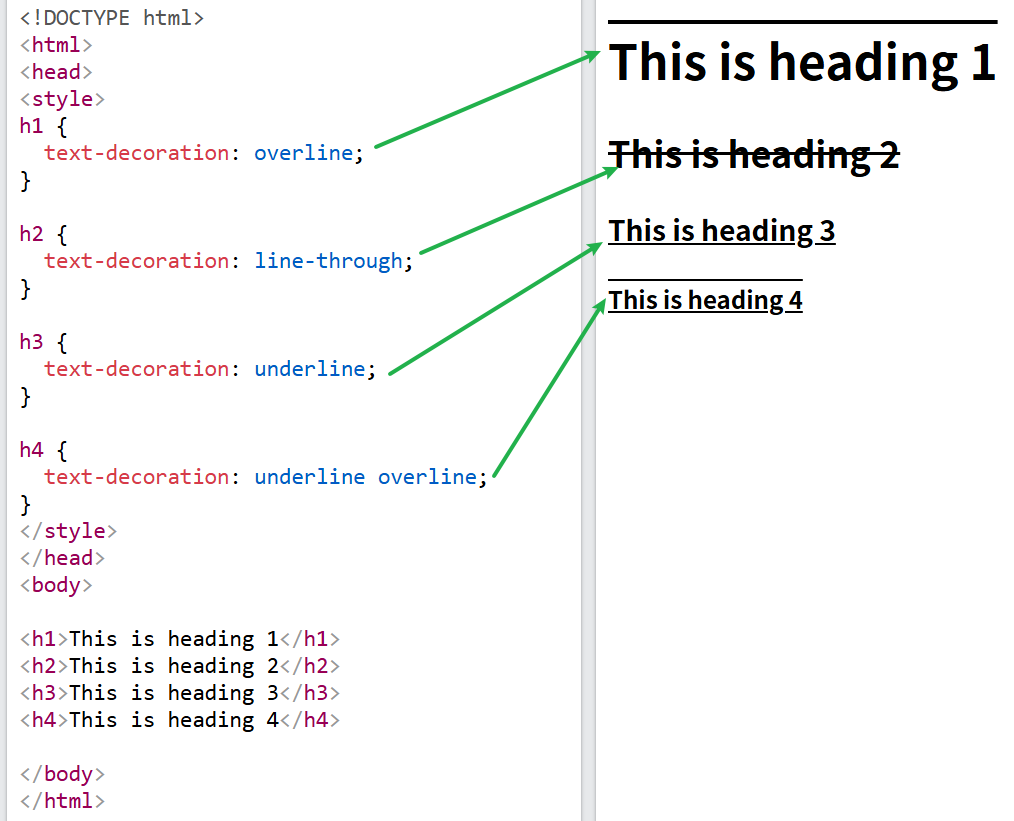 <!DOCTYPE html>
<html>
<head>
<style>
h1 {
  text-decoration: overline;
}

h2 {
  text-decoration: line-through;
}

h3 {
  text-decoration: underline;
}

h4 {
  text-decoration: underline overline;
}
</style>
</head>
<body>

<h1>This is heading 1</h1>
<h2>This is heading 2</h2>
<h3>This is heading 3</h3>
<h4>This is heading 4</h4>

</body>
</html>
This is heading 1
This is heading 2
This is heading 3
This is heading 4